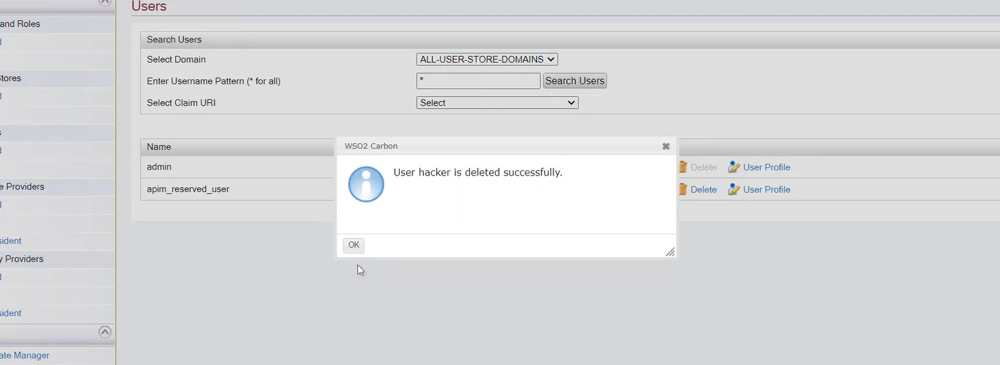 Users
and Roles
Search Users
Select Domain
ALL-USER-STORE-DOMAINS
Stores
Enter Username Pattern (* for all)
*
Search Users
Select Claim URI
Select
Name
WSO2 Carbon
User hacker is deleted successfully.
OK
admin
Delete
User Profile
apim_reserved_user
Delete
User Profile
e Providers
sident
y Providers
sident
ate Manager